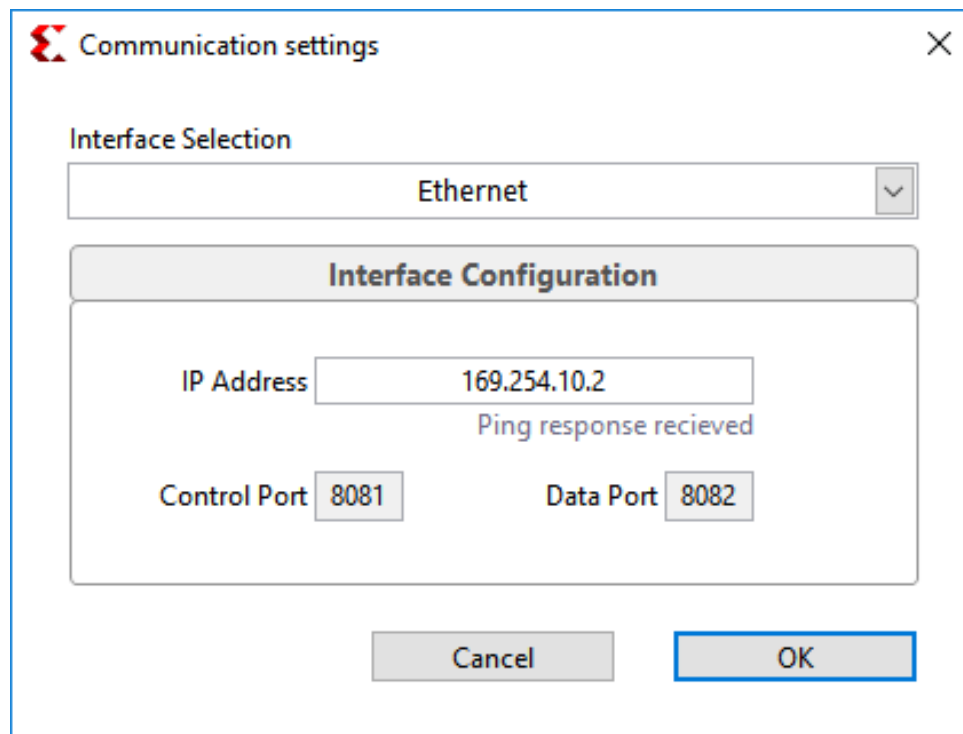 Communication settings
Interface Selection
Ethernet
Interface Configuration
IP Address 169.254.10.2
Ping response recieved
Control Port 8081 Data Port 8082
Cancel OK